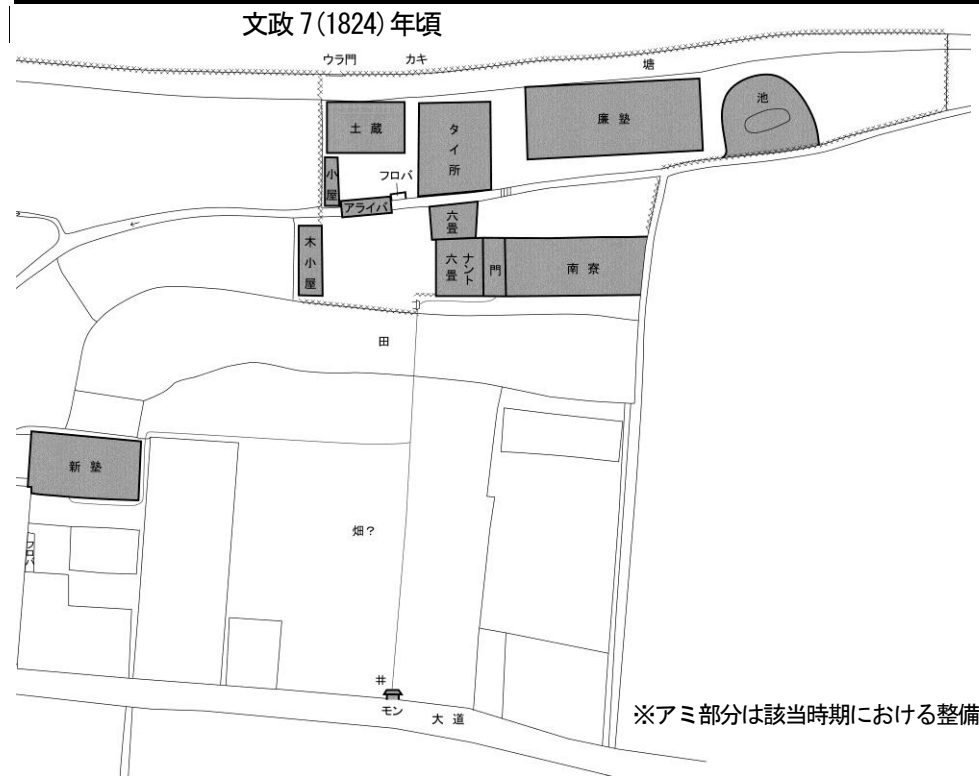 文政7(1824)年頃
ウラ門
カキ
塘
土蔵
タイ所
廉塾
池
小屋
フロバ
アライバ
六畳
木小屋
六畳
ナンド
門
南寮
←
田
新塾
フロバ
畑?
井
モン
大道
※アミ部分は該当時期における整備